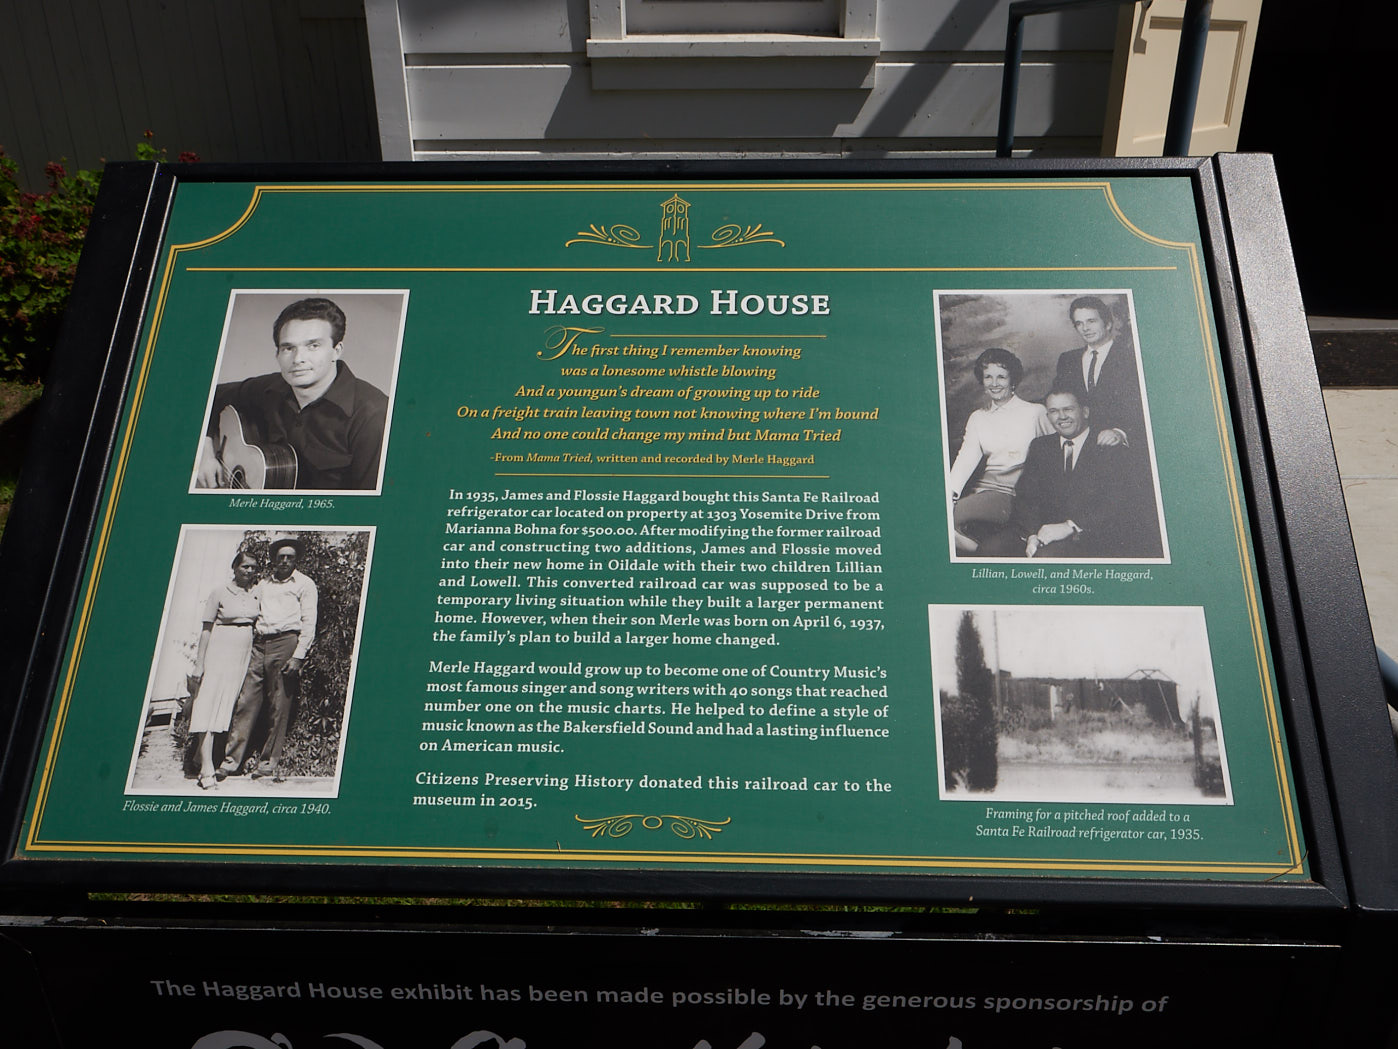 HAGGARD HOUSE
The first thing I remember knowing
was a lonesome whistle blowing
And a youngun's dream of growing up to ride
On a freight train leaving town not knowing where I'm bound
And no one could change my mind but Mama Tried
-From Mama Tried, written and recorded by Merle Haggard
In 1935, James and Flossie Haggard bought this Santa Fe Railroad
refrigerator car located on property at 1303 Yosemite Drive from
Marianna Bohna for $500.00. After modifying the former railroad
car and constructing two additions, James and Flossie moved
into their new home in Oildale with their two children Lillian
and Lowell. This converted railroad car was supposed to be a
temporary living situation while they built a larger permanent
home. However, when their son Merle was born on April 6, 1937,
the family's plan to build a larger home changed.
Merle Haggard would grow up to become one of Country Music's
most famous singer and song writers with 40 songs that reached
number one on the music charts. He helped to define a style of
music known as the Bakersfield Sound and had a lasting influence
on American music.
Citizens Preserving History donated this railroad car to the
museum in 2015.
Merle Haggard, 1965.
Flossie and James Haggard, circa 1940.
Lillian, Lowell, and Merle Haggard,
circa 1960s.
Framing for a pitched roof added to a
Santa Fe Railroad refrigerator car, 1935.
The Haggard House exhibit has been made possible by the generous sponsorship of